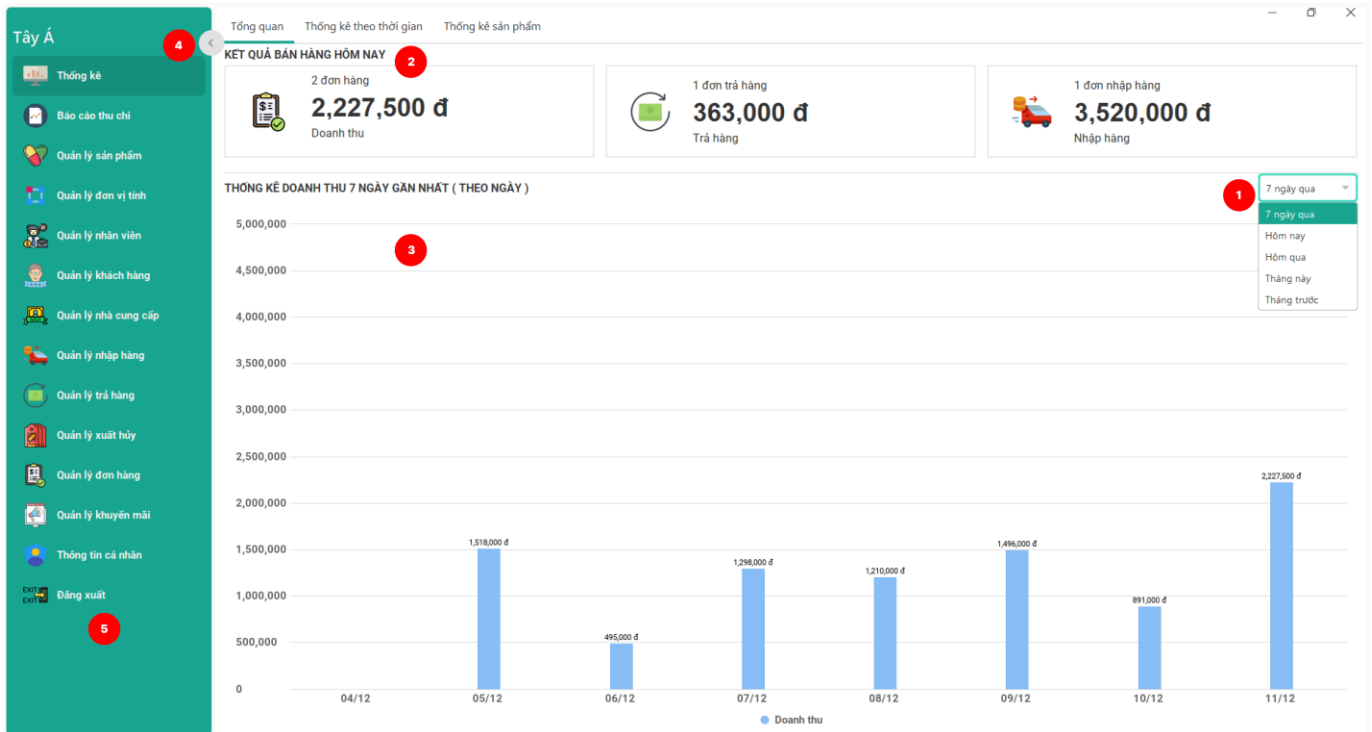 Tây Á
4
Thống kê
Báo cáo thu chi
Quản lý sản phẩm
Quản lý đơn vị tính
Quản lý nhân viên
Quản lý khách hàng
Quản lý nhà cung cấp
Quản lý nhập hàng
Quản lý trả hàng
Quản lý xuất hủy
Quản lý đơn hàng
Quản lý khuyến mãi
Thông tin cá nhân
EXIT
EXIT
Đăng xuất
5
Tổng quan Thống kê theo thời gian Thống kê sản phẩm
KẾT QUẢ BÁN HÀNG HÔM NAY
2
2 đơn hàng
2,227,500 đ
Doanh thu
1 đơn trả hàng
363,000 đ
Trả hàng
1 đơn nhập hàng
3,520,000 đ
Nhập hàng
THỐNG KÊ DOANH THU 7 NGÀY GẦN NHẤT ( THEO NGÀY )
1
7 ngày qua
7 ngày qua
Hôm nay
Hôm qua
Tháng này
Tháng trước
3
5,000,000
4,500,000
4,000,000
3,500,000
3,000,000
2,500,000
2,000,000
1,500,000
1,000,000
500,000
0
1,518,000 đ
495,000 đ
1,298,000 đ
1,210,000 đ
1,496,000 đ
891,000 đ
2,227,500 đ
04/12 05/12 06/12 07/12 08/12 09/12 10/12 11/12
Doanh thu